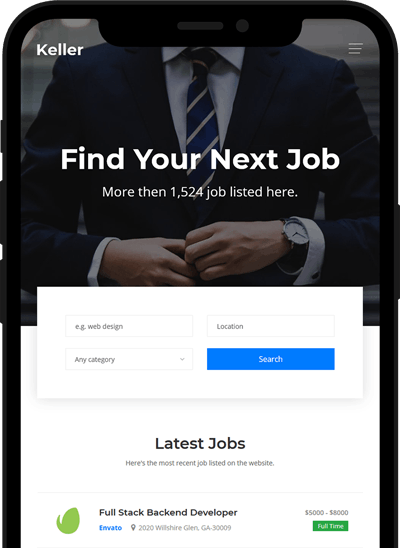 Keller
Find Your Next Job
More then 1,524 job listed here.
e.g. web design
Location
Any category
Search
Latest Jobs
Here's the most recent job listed on the website.
Full Stack Backend Developer
$5000 - $8000
Envato 2020 Willshire Glen, GA-30009
Full Time